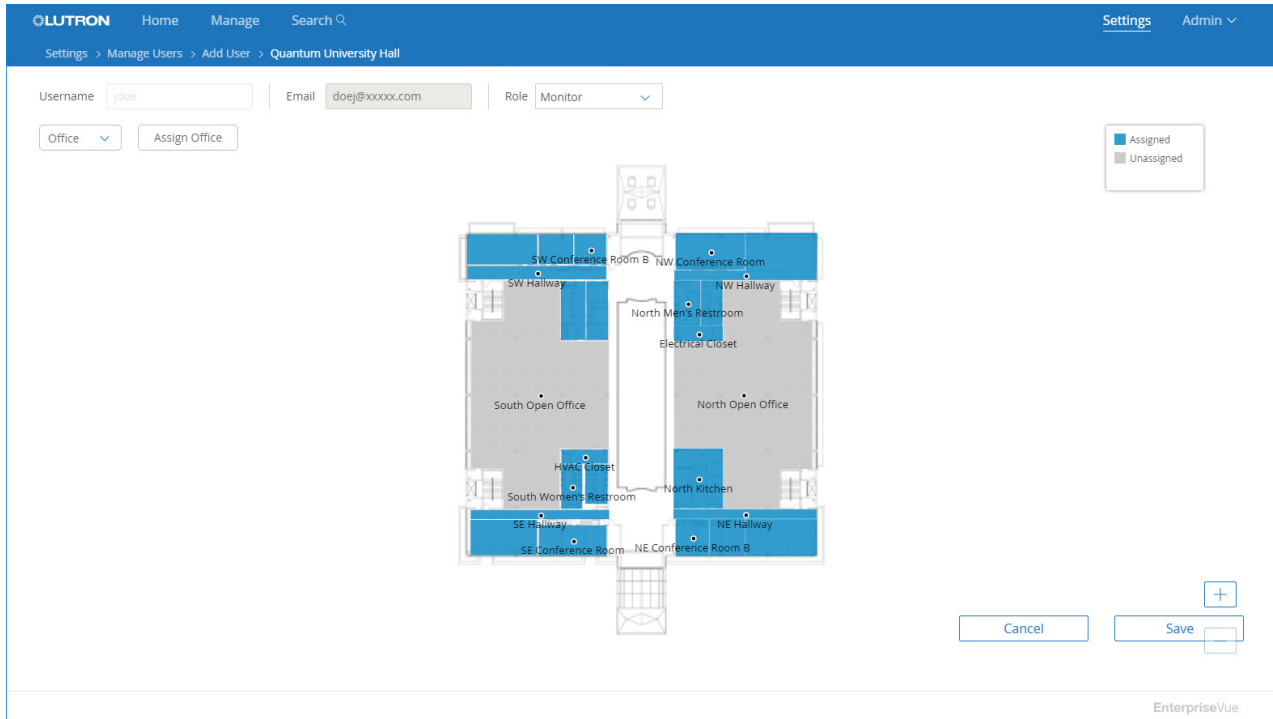 LUTRON Home Manage Search Settings Admin
Settings > Manage Users > Add User > Quantum University Hall
Username jdoe Email doej@xxxxx.com Role Monitor
Office Assign Office
Assigned
Unassigned
SW Conference Room B NW Conference Room
SW Hallway NW Hallway
North Men's Restroom
Electrical Closet
South Open Office North Open Office
HVAC Closet
South Women's Restroom North Kitchen
SE Hallway NE Hallway
SE Conference Room NE Conference Room B
+
Cancel Save
−
EnterpriseVue